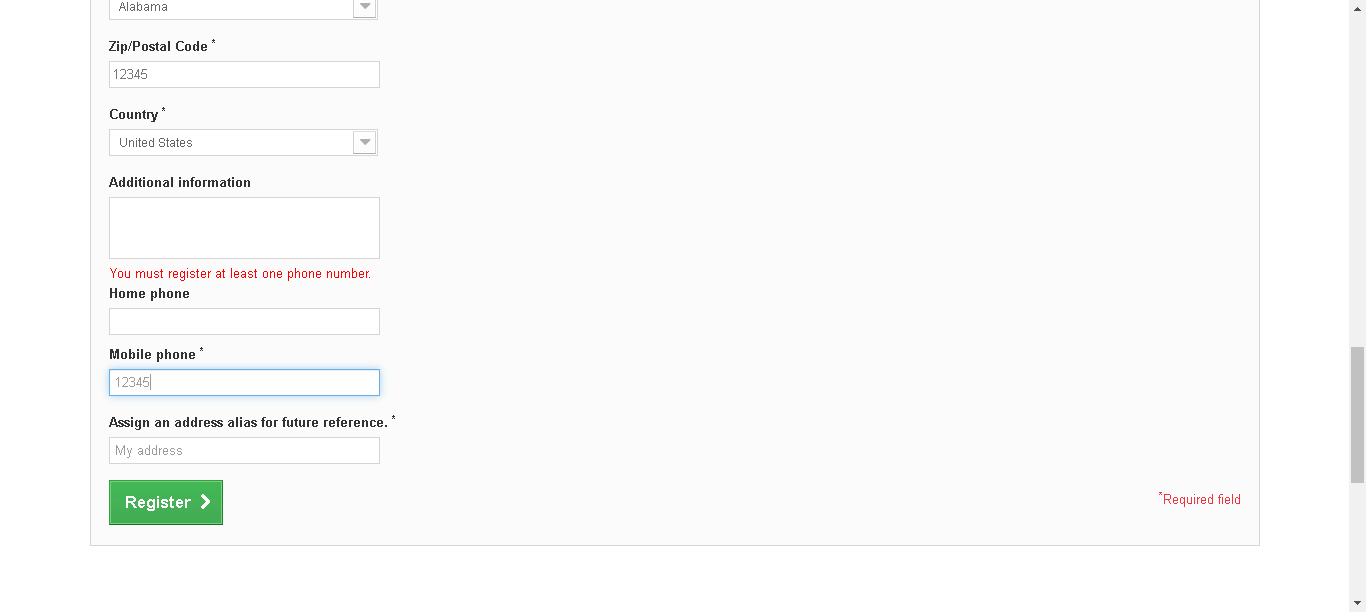 Alabama
Zip/Postal Code *
12345
Country *
United States
Additional information
You must register at least one phone number.
Home phone
Mobile phone *
12345
Assign an address alias for future reference. *
My address
Register
*Required field